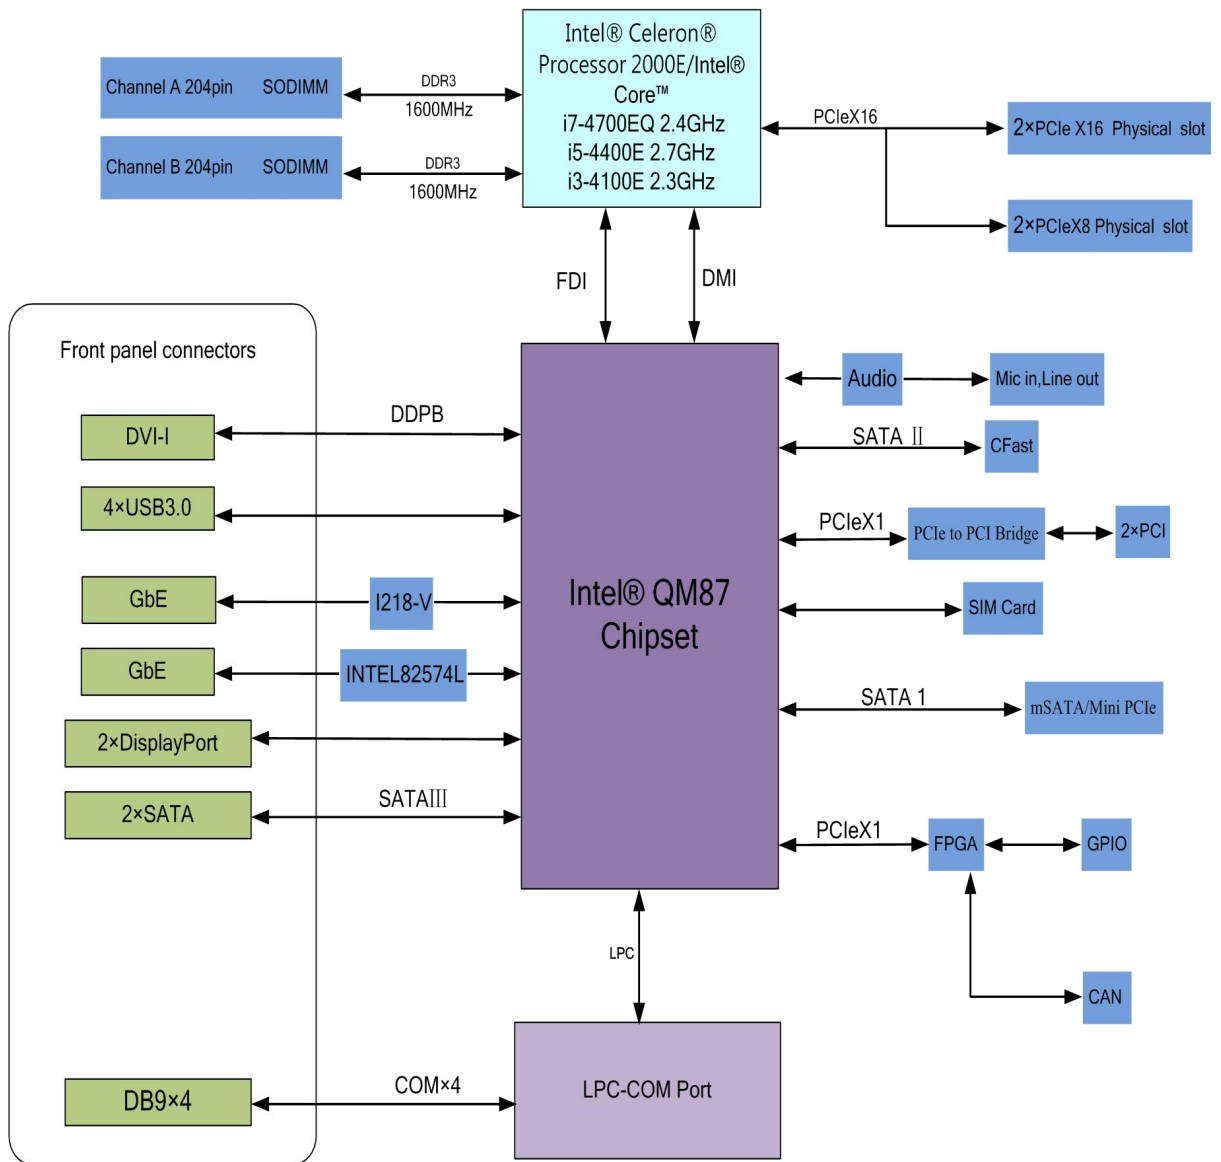 Intel® Celeron®
Processor 2000E/Intel®
Core™
i7-4700EQ 2.4GHz
i5-4400E 2.7GHz
i3-4100E 2.3GHz
Channel A 204pin SODIMM
DDR3
1600MHz
Channel B 204pin SODIMM
DDR3
1600MHz
PCIeX16
2×PCIe X16 Physical slot
2×PCIeX8 Physical slot
FDI
DMI
Front panel connectors
DVI-I
DDPB
4×USB3.0
GbE
I218-V
GbE
INTEL82574L
2×DisplayPort
2×SATA
SATAⅢ
Intel® QM87
Chipset
Audio
Mic in,Line out
SATA Ⅱ
CFast
PCIeX1
PCIe to PCI Bridge
2×PCI
SIM Card
SATA 1
mSATA/Mini PCIe
PCIeX1
FPGA
GPIO
CAN
LPC
DB9×4
COM×4
LPC-COM Port